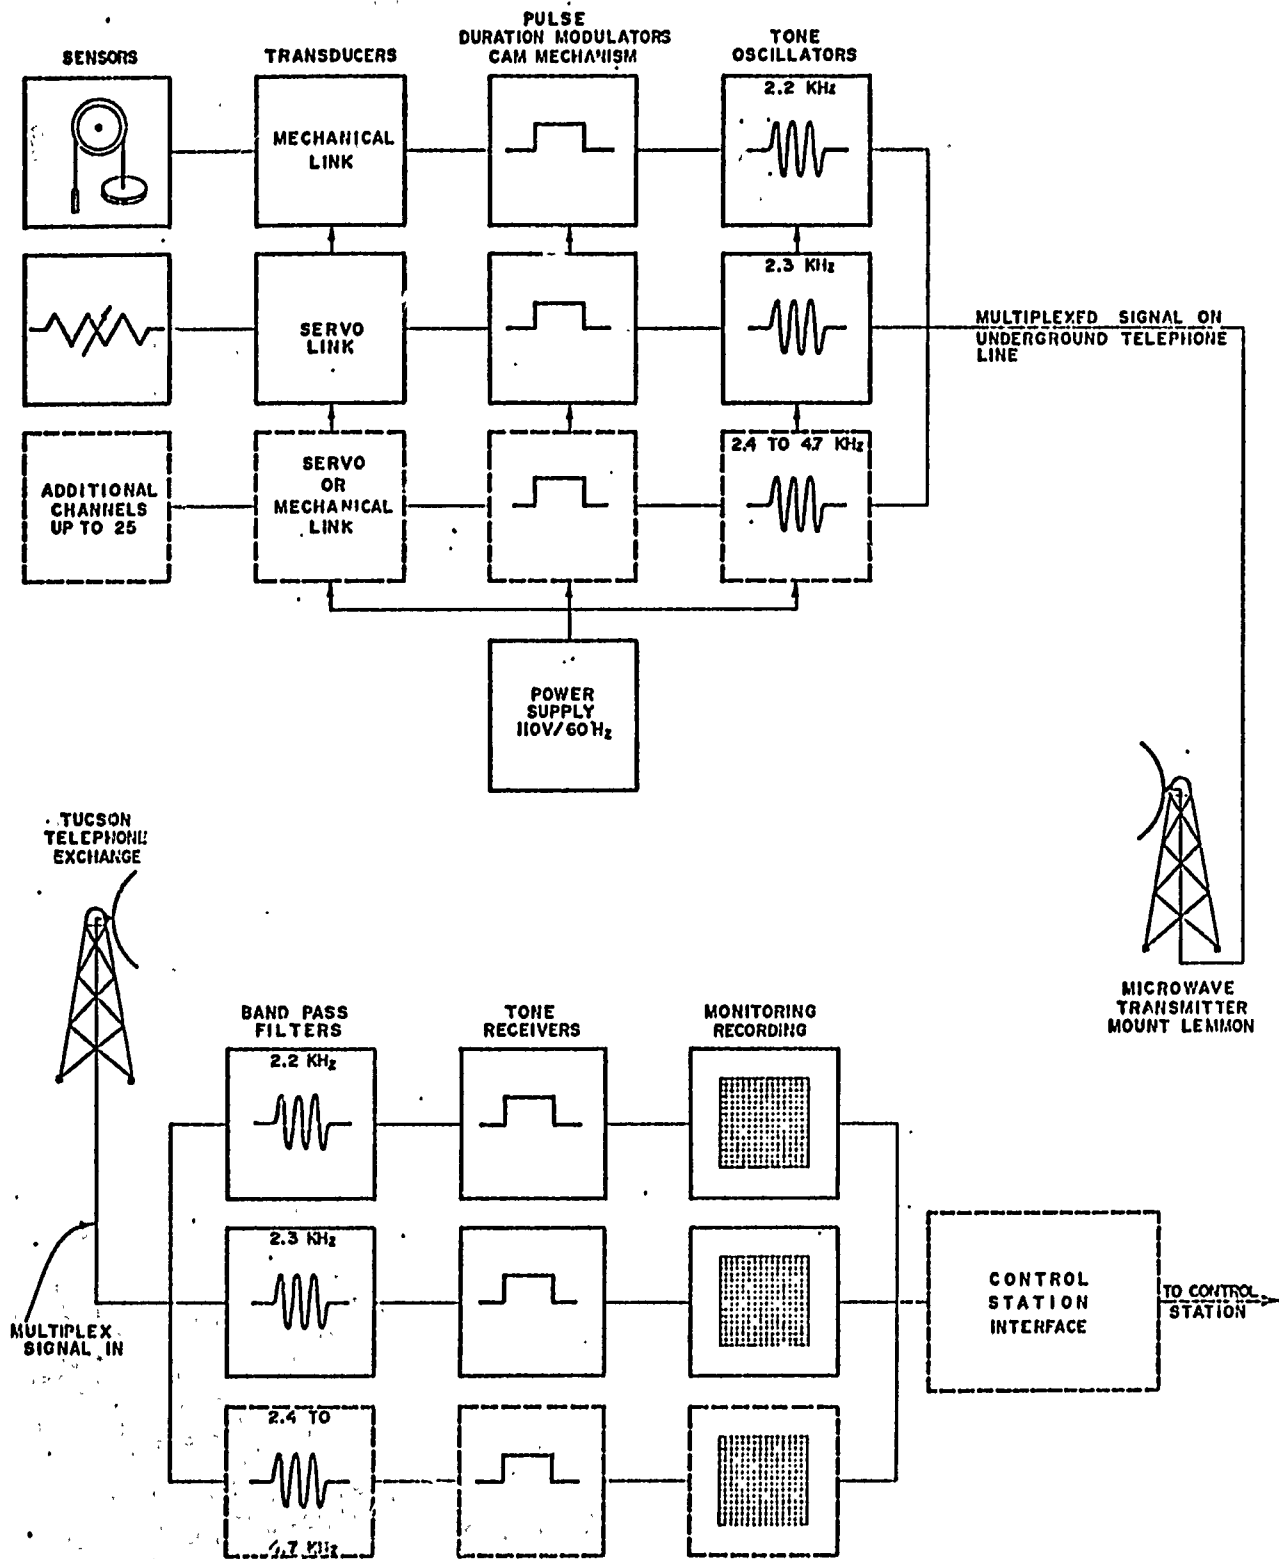 SENSORS
TRANSDUCERS
PULSE
DURATION MODULATORS
CAM MECHANISM
TONE
OSCILLATORS
MECHANICAL
LINK
2.2 KHz
SERVO
LINK
2.3 KHz
MULTIPLEXED SIGNAL ON
UNDERGROUND TELEPHONE
LINE
ADDITIONAL
CHANNELS
UP TO 25
SERVO
OR
MECHANICAL
LINK
2.4 TO 4.7 KHz
POWER
SUPPLY
110V/60Hz
TUCSON
TELEPHONE
EXCHANGE
MICROWAVE
TRANSMITTER
MOUNT LEMMON
BAND PASS
FILTERS
TONE
RECEIVERS
MONITORING
RECORDING
2.2 KHz
2.3 KHz
MULTIPLEX
SIGNAL IN
CONTROL
STATION
INTERFACE
TO CONTROL
STATION
2.4 TO
4.7 KHz